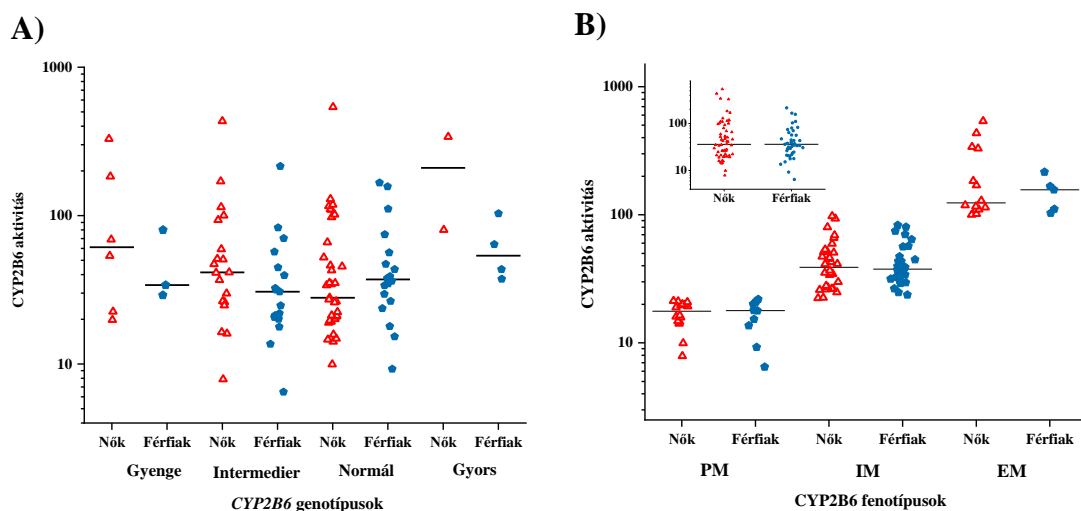 A)
CYP2B6 aktivitás
1000
100
10
Nők Férfiak Nők Férfiak Nők Férfiak Nők Férfiak
Gyenge Intermedier Normál Gyors
CYP2B6 genotípusok
B)
CYP2B6 aktivitás
1000
100
10
100
10
Nők Férfiak
Nők Férfiak Nők Férfiak Nők Férfiak
PM IM EM
CYP2B6 fenotípusok